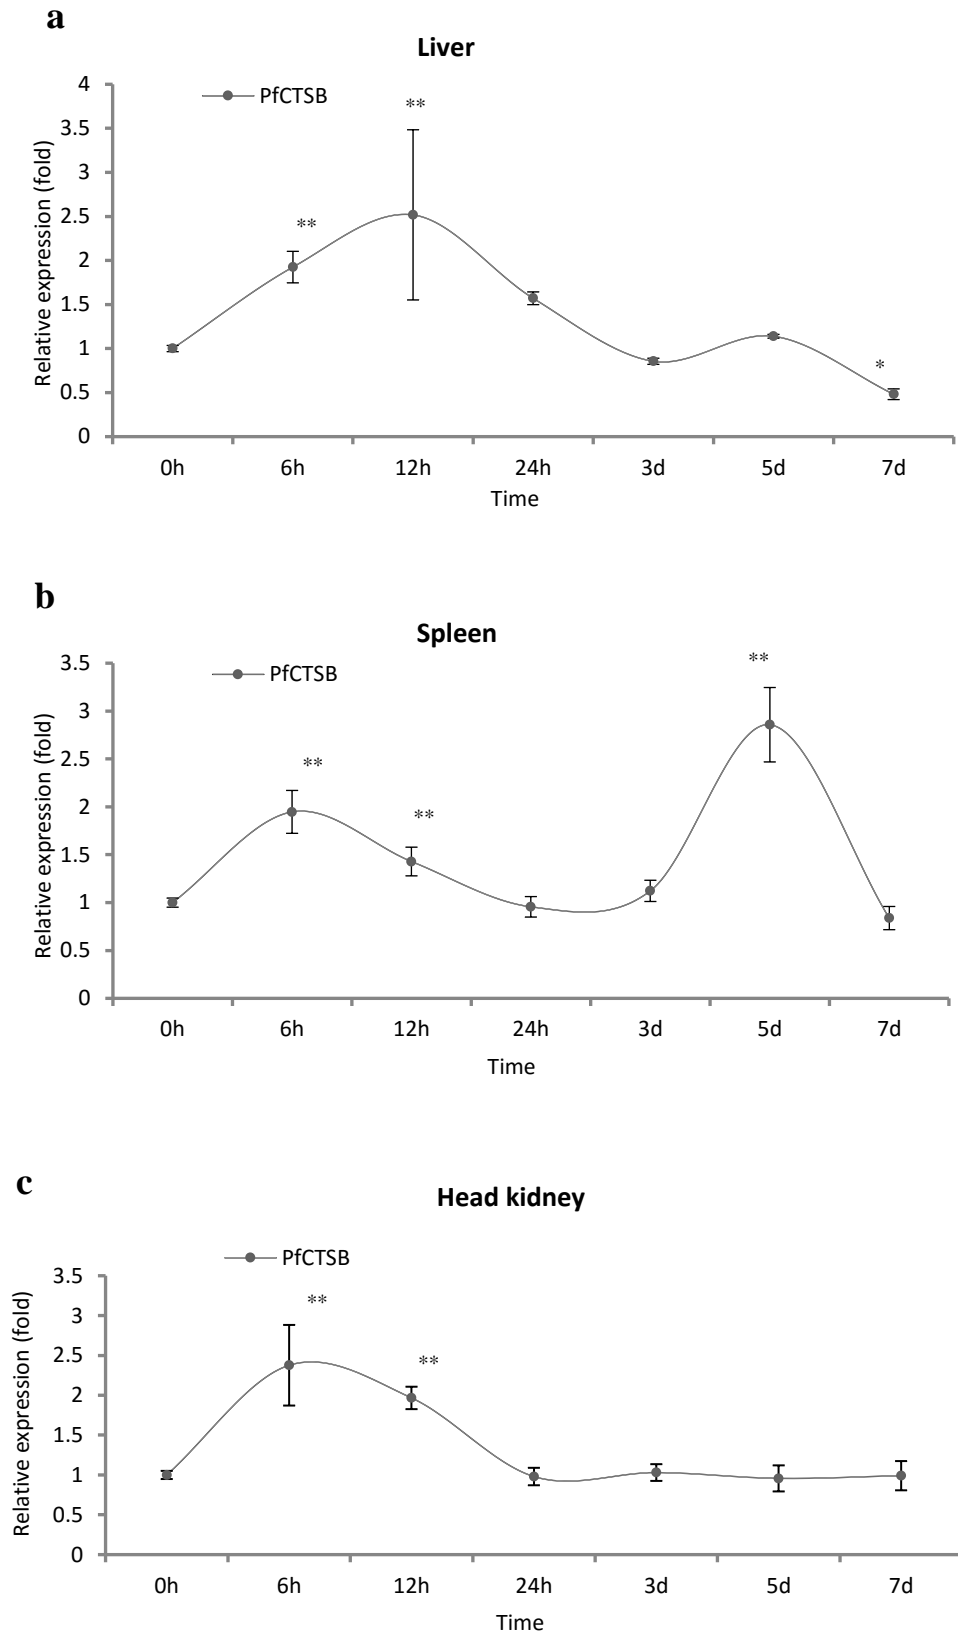 a
Liver
PfCTSB
**
**
*
4
3.5
3
2.5
2
1.5
1
0.5
0
Relative expression (fold)
0h 6h 12h 24h 3d 5d 7d
Time
b
Spleen
PfCTSB
**
**
**
3.5
3
2.5
2
1.5
1
0.5
0
Relative expression (fold)
0h 6h 12h 24h 3d 5d 7d
Time
c
Head kidney
PfCTSB
**
**
3.5
3
2.5
2
1.5
1
0.5
0
Relative expression (fold)
0h 6h 12h 24h 3d 5d 7d
Time